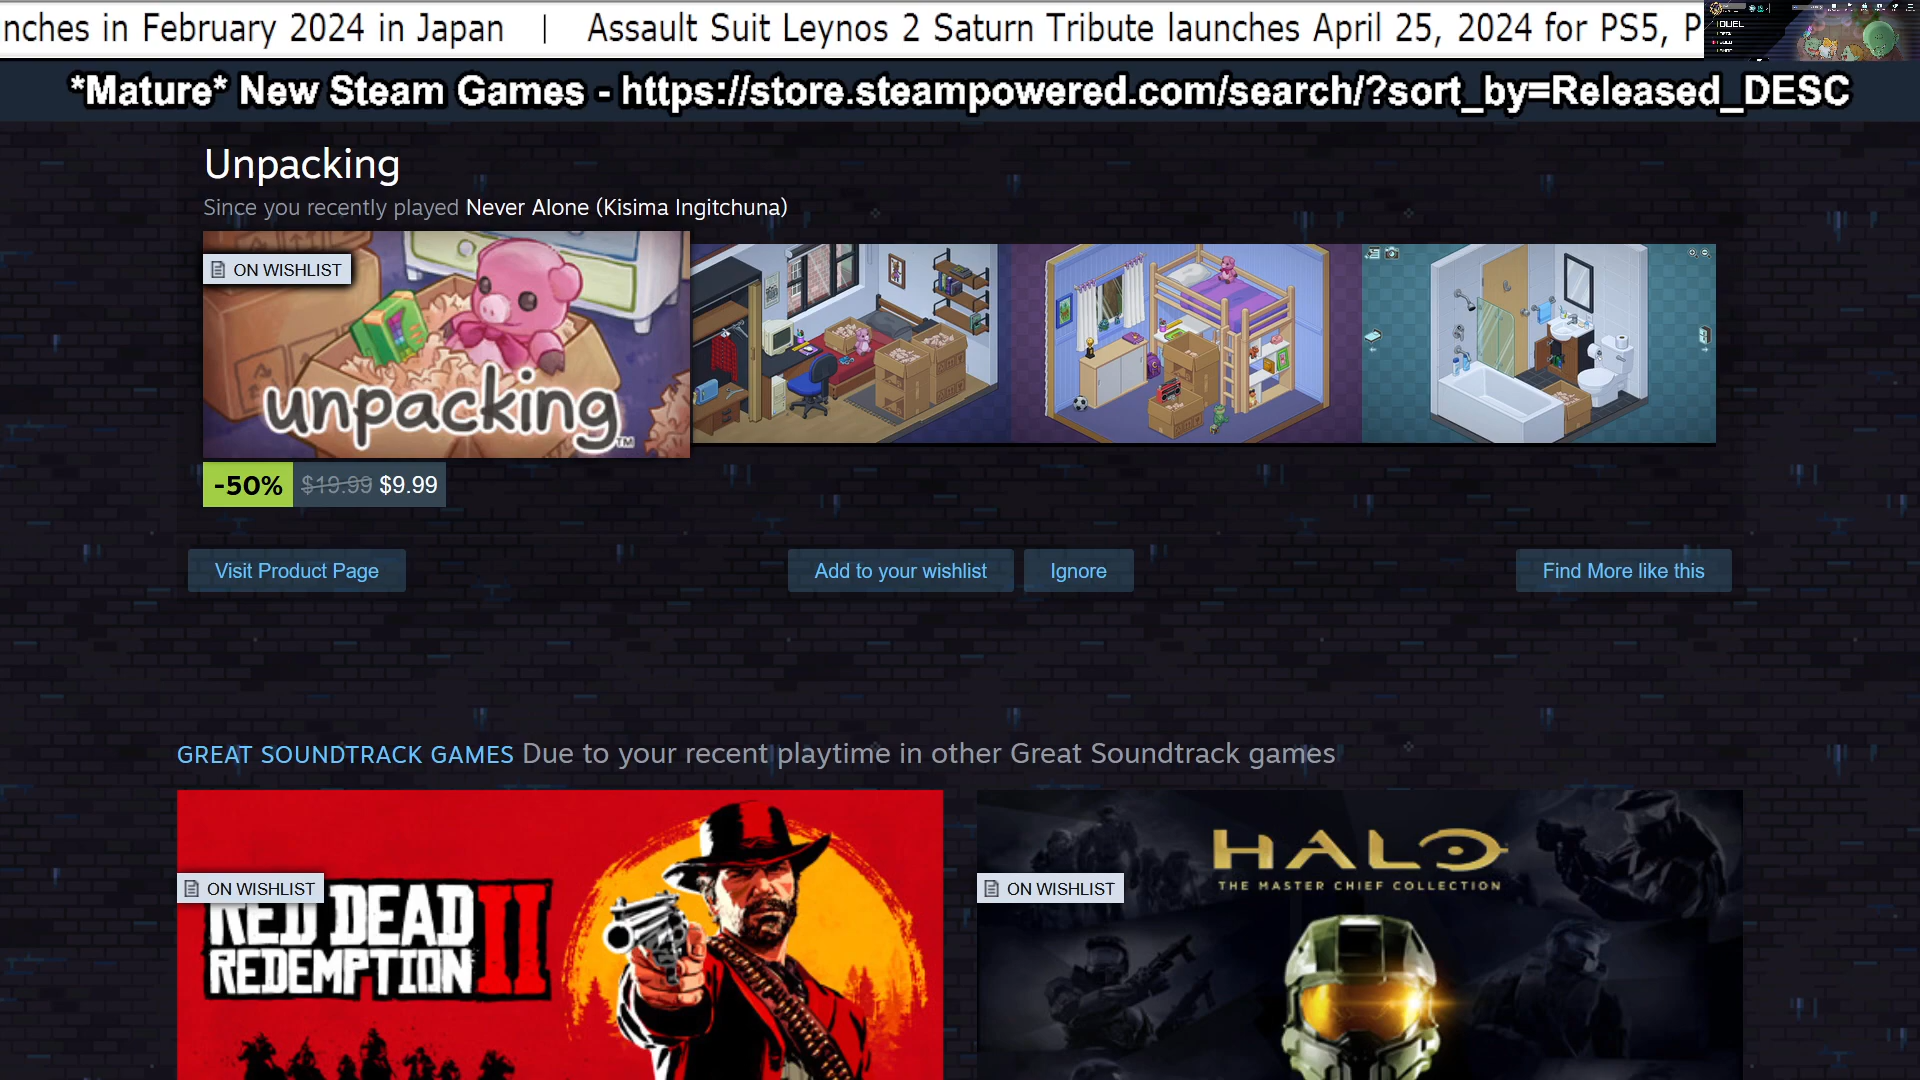 nches in February 2024 in Japan | Assault Suit Leynos 2 Saturn Tribute launches April 25, 2024 for PS5, P
*Mature* New Steam Games - https://store.steampowered.com/search/?sort_by=Released_DESC
Unpacking
Since you recently played Never Alone (Kisima Ingitchuna)
ON WISHLIST
unpacking™
-50% $19.99 $9.99
Visit Product Page
Add to your wishlist
Ignore
Find More like this
GREAT SOUNDTRACK GAMES Due to your recent playtime in other Great Soundtrack games
ON WISHLIST
RED DEAD
REDEMPTION II
HALO
THE MASTER CHIEF COLLECTION
ON WISHLIST